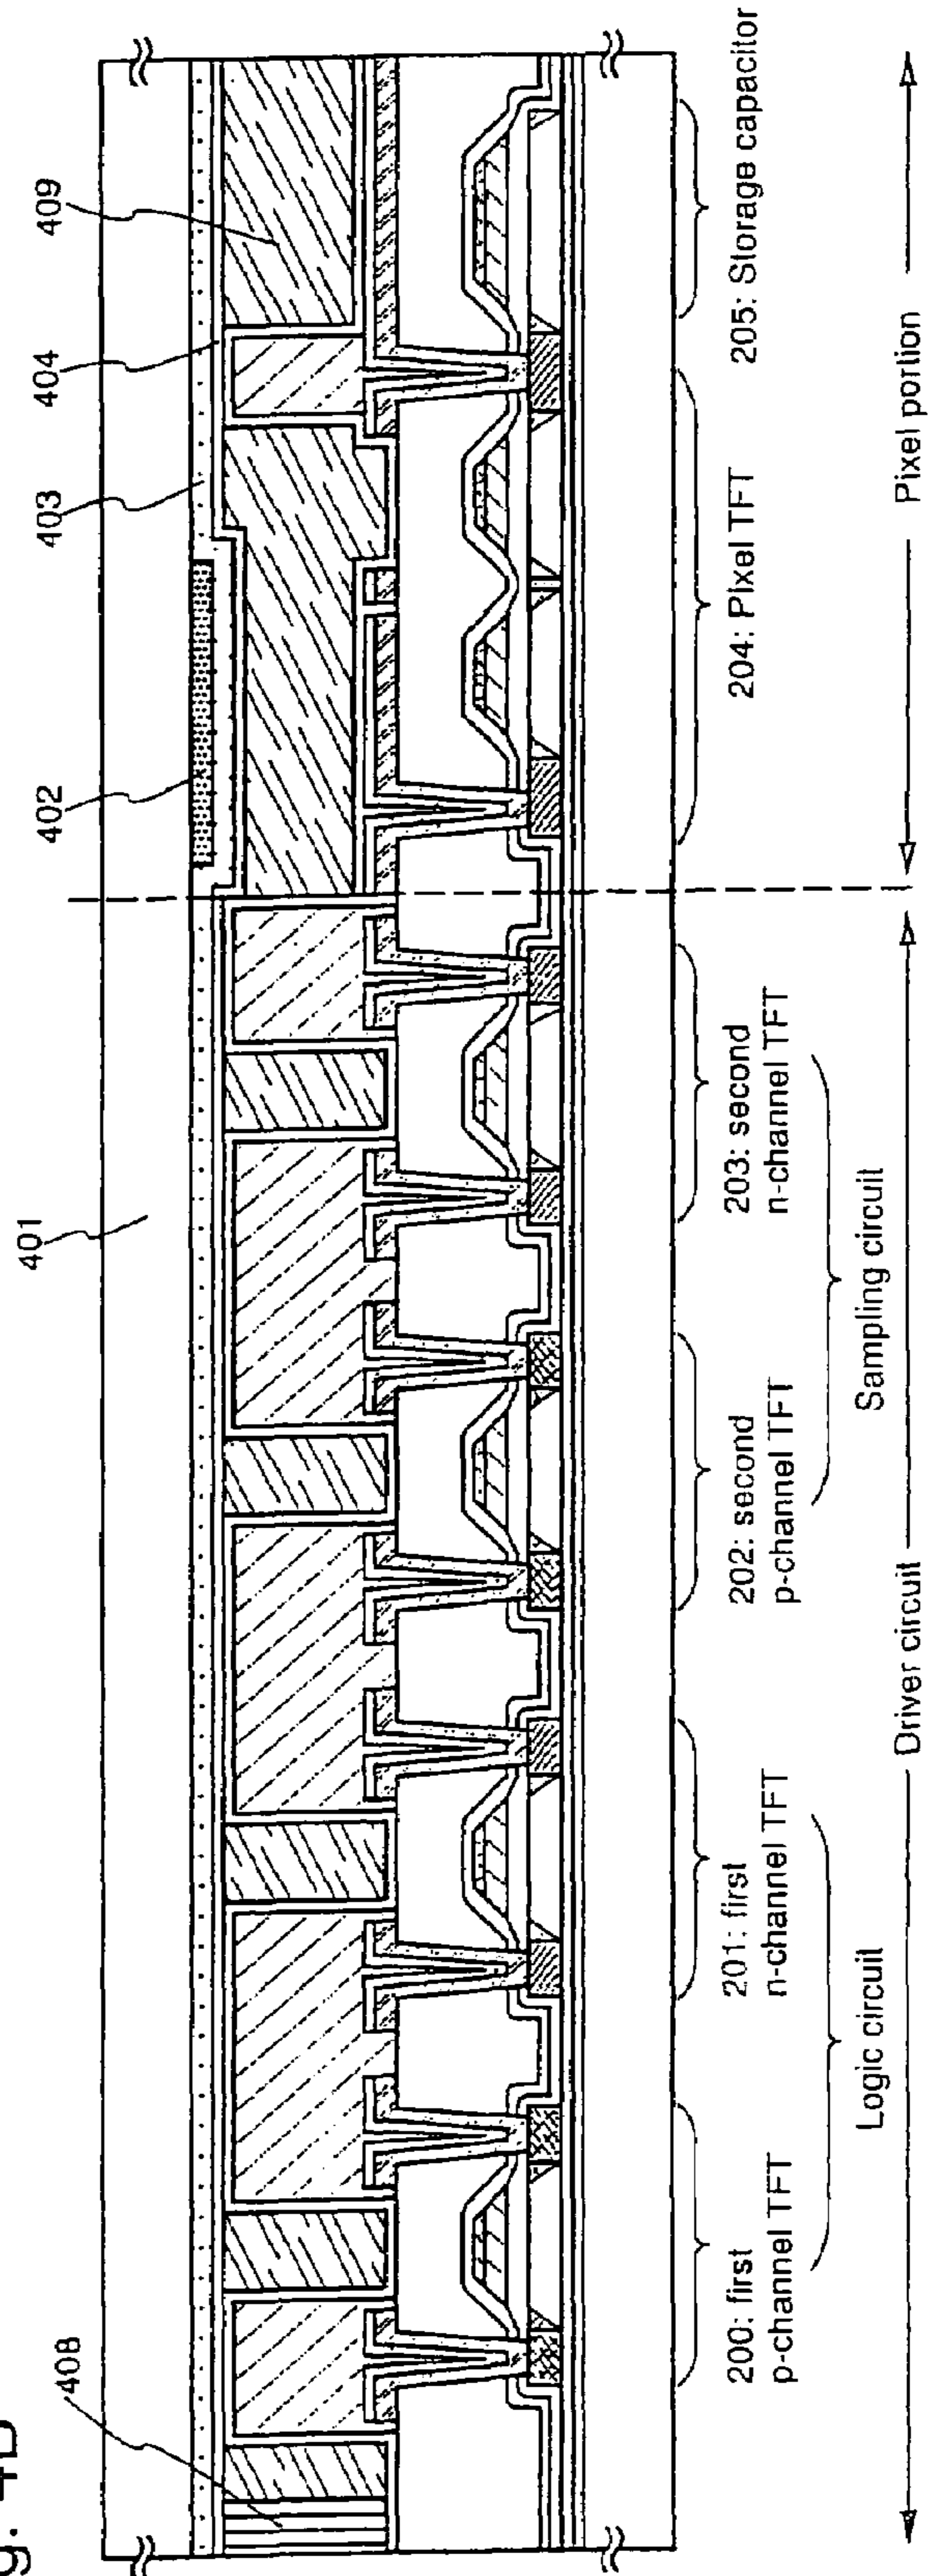 g. 4B
408
401
402
403
404
409
200: first
p-channel TFT
201: first
n-channel TFT
202: second
p-channel TFT
203: second
n-channel TFT
204: Pixel TFT
205: Storage capacitor
Logic circuit
Sampling circuit
Driver circuit
Pixel portion